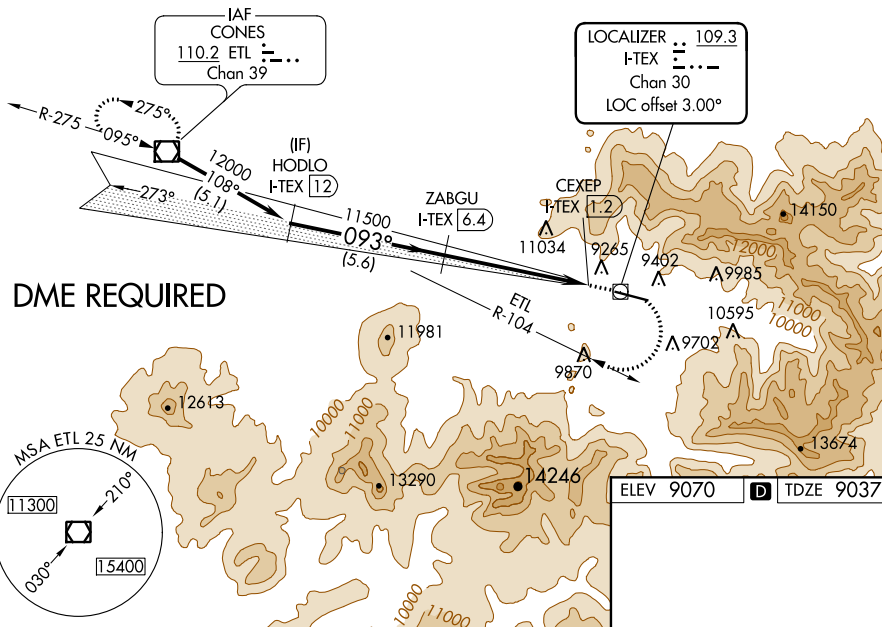 IAF
CONES
110.2 ETL
Chan 39
LOCALIZER 109.3
I-TEX
Chan 30
LOC offset 3.00°
R-275
275°
095°
12000
108°
(5.1)
(IF)
HODLO
I-TEX 12
273°
11500
093°
(5.6)
ZABGU
I-TEX 6.4
CEXEP
I-TEX 1.2
11034
9265
9402
9985
14150
12000
11000
10000
10595
9702
9870
ETL
R-104
DME REQUIRED
11981
12613
10000
11000
13290
14246
13674
MSA ETL 25 NM
11300
210°
030°
15400
10000
11000
ELEV 9070 D TDZE 9037